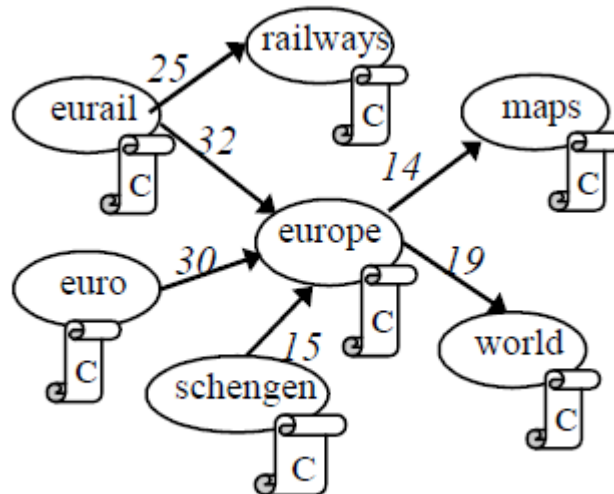 railways
25
C
eurail
maps
32
C
C
14
europe
euro
30
19
C
world
C
15
schengen
C
C